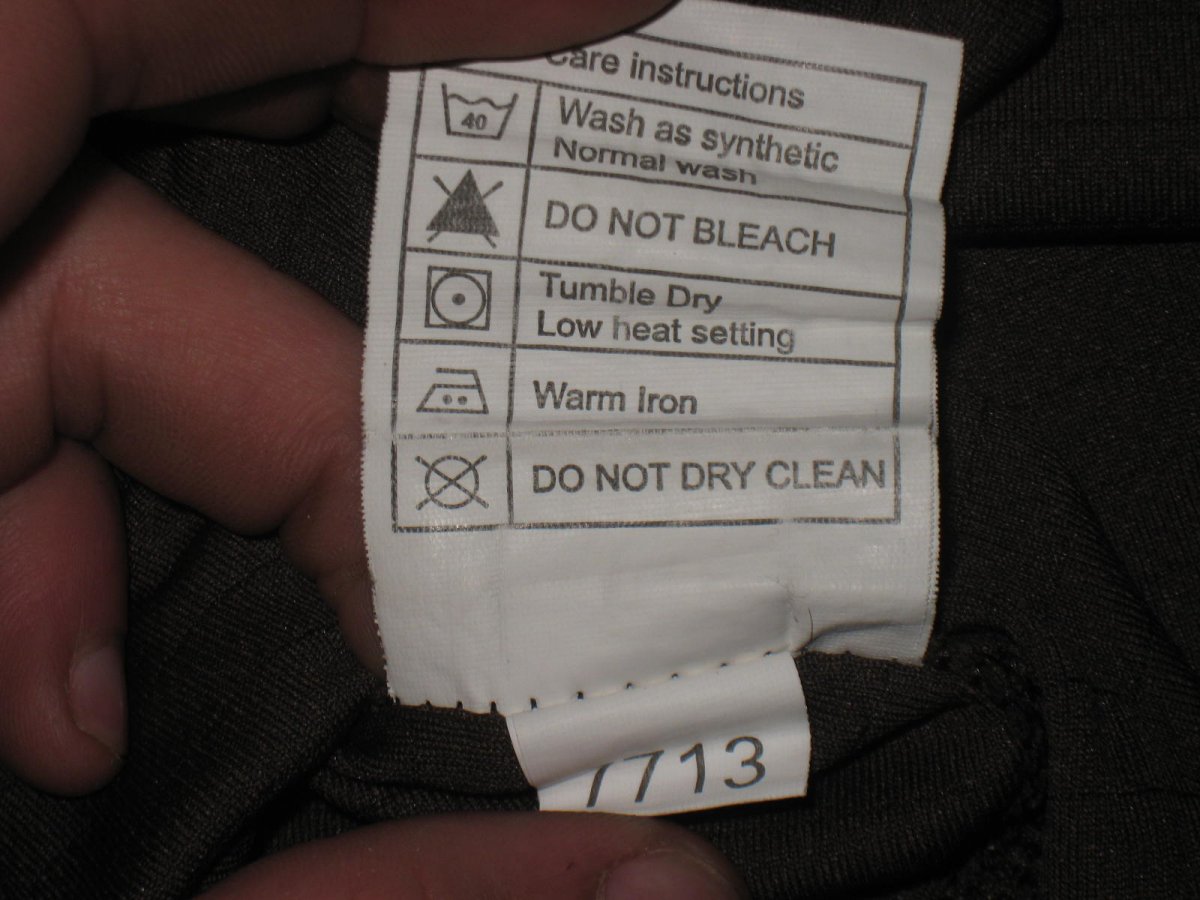 Care instructions
40
Wash as synthetic
Normal wash
DO NOT BLEACH
Tumble Dry
Low heat setting
Warm Iron
DO NOT DRY CLEAN
7713